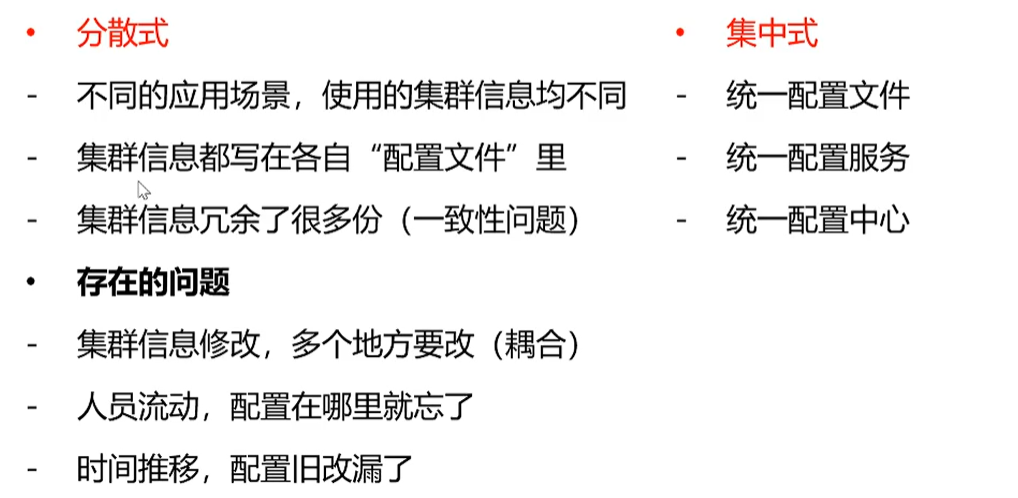 • 分散式
- 不同的应用场景，使用的集群信息均不同
- 集群信息都写在各自“配置文件”里
- 集群信息冗余了很多份（一致性问题）
• 存在的问题
- 集群信息修改，多个地方要改（耦合）
- 人员流动，配置在哪里就忘了
- 时间推移，配置旧改漏了
• 集中式
- 统一配置文件
- 统一配置服务
- 统一配置中心